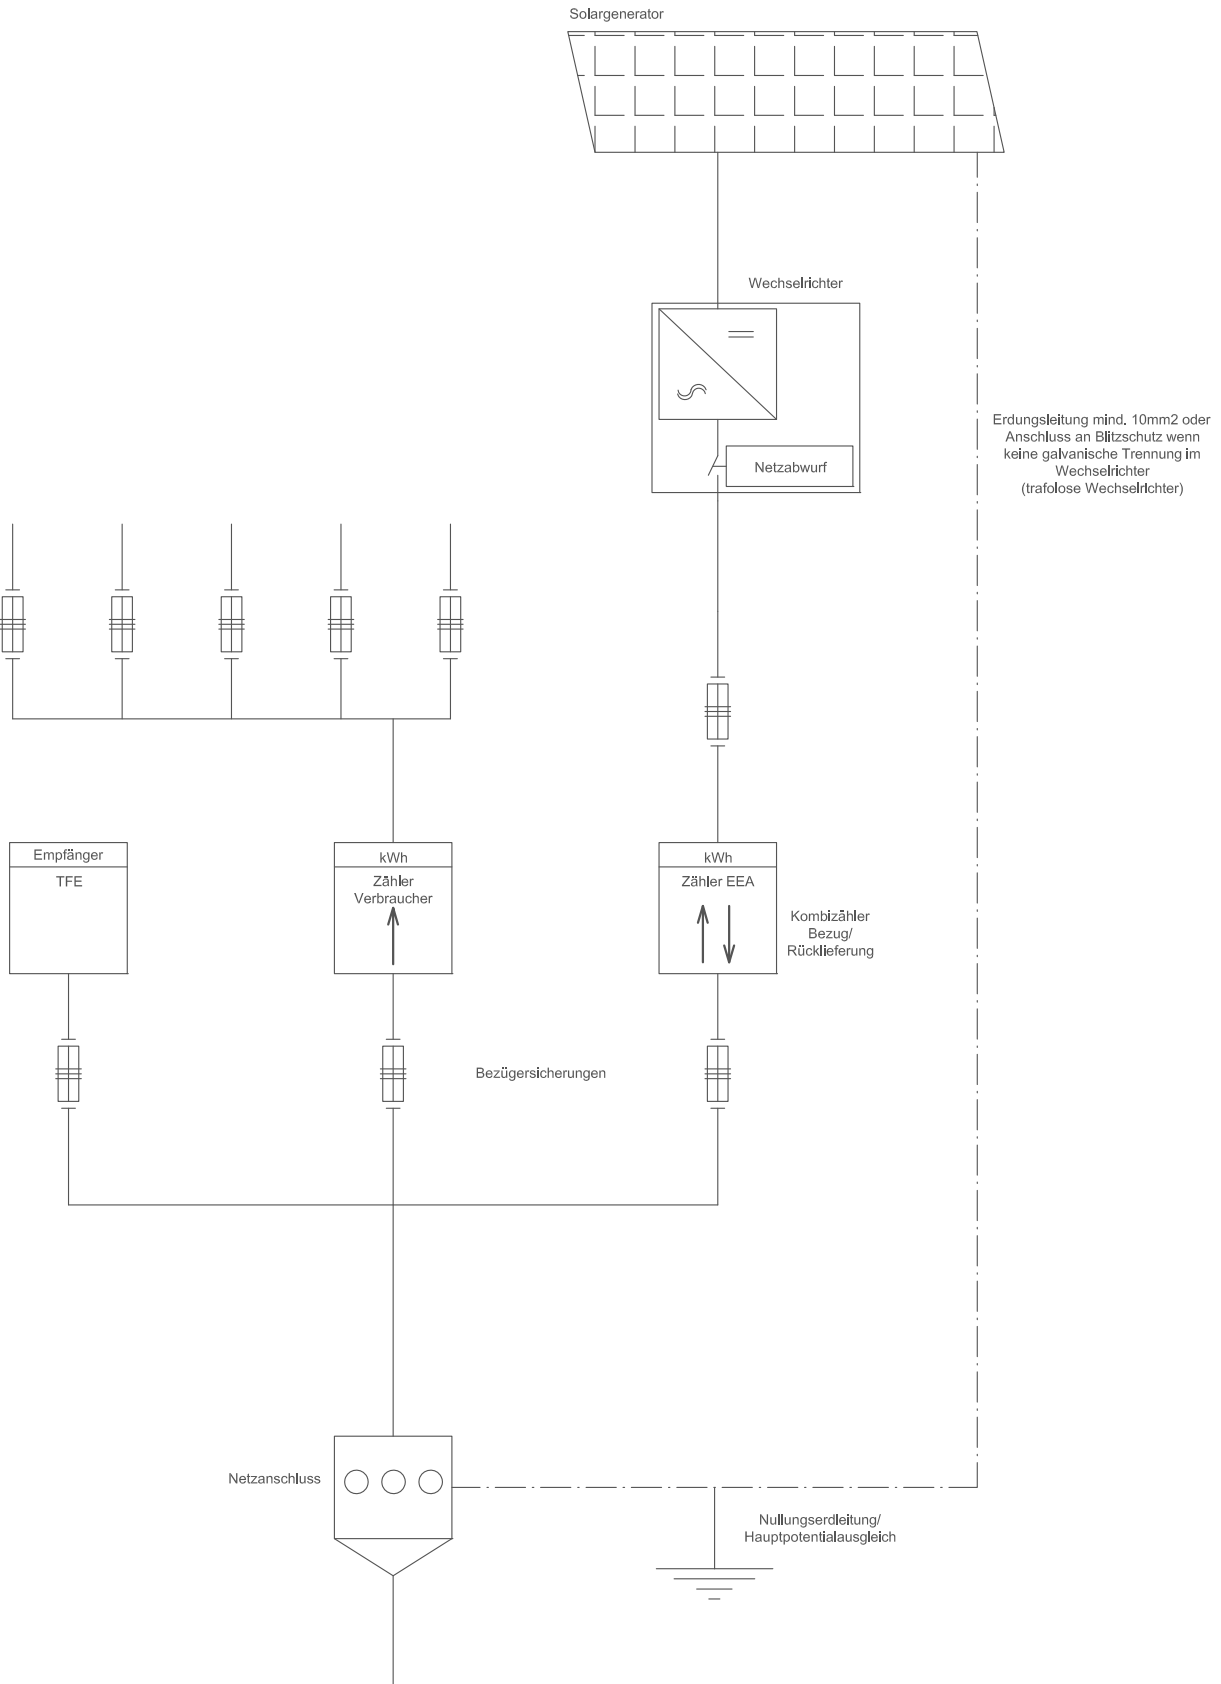 Solargenerator
Wechselrichter
Netzabwurf
Erdungsleitung mind. 10mm2 oder
Anschluss an Blitzschutz wenn
keine galvanische Trennung im
Wechselrichter
(trafolose Wechselrichter)
Empfänger
TFE
kWh
Zähler
Verbraucher
kWh
Zähler EEA
Kombizähler
Bezug/
Rücklieferung
Bezügersicherungen
Netzanschluss
Nullungserdleitung/
Hauptpotentialausgleich